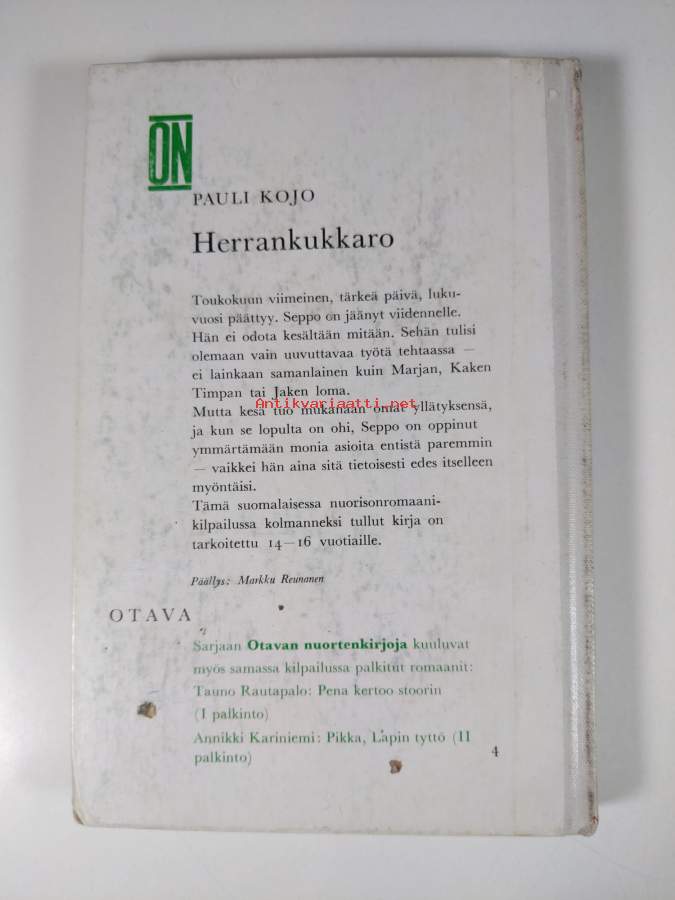 ON
PAULI KOJO
Herrankukkaro
Toukokuun viimeinen, tärkeä päivä, luku-
vuosi päättyy. Seppo on jäänyt viidennelle.
Hän ei odota kesältään mitään. Sehän tulisi
olemaan vain uuvuttavaa työtä tehtaassa —
ei lainkaan samanlainen kuin Marjan, Kaken
Timpan tai Jaken loma.
Antikvariaatti.net
Mutta kesä tuo mukanaan omat yllätyksensä,
ja kun se lopulta on ohi, Seppo on oppinut
ymmärtämään monia asioita entistä paremmin
— vaikkei hän aina sitä tietoisesti edes itselleen
myöntäisi.
Tämä suomalaisessa nuorisonromaani-
kilpailussa kolmanneksi tullut kirja on
tarkoitettu 14—16 vuotiaille.
Päällys: Markku Reunanen
OTAVA
Sarjaan Otavan nuortenkirjoja kuuluvat
myös samassa kilpailussa palkitut romaanit:
Tauno Rautapalo: Pena kertoo stoorin
(I palkinto)
Annikki Kariniemi: Pikka, Lapin tyttö (II
palkinto)
4